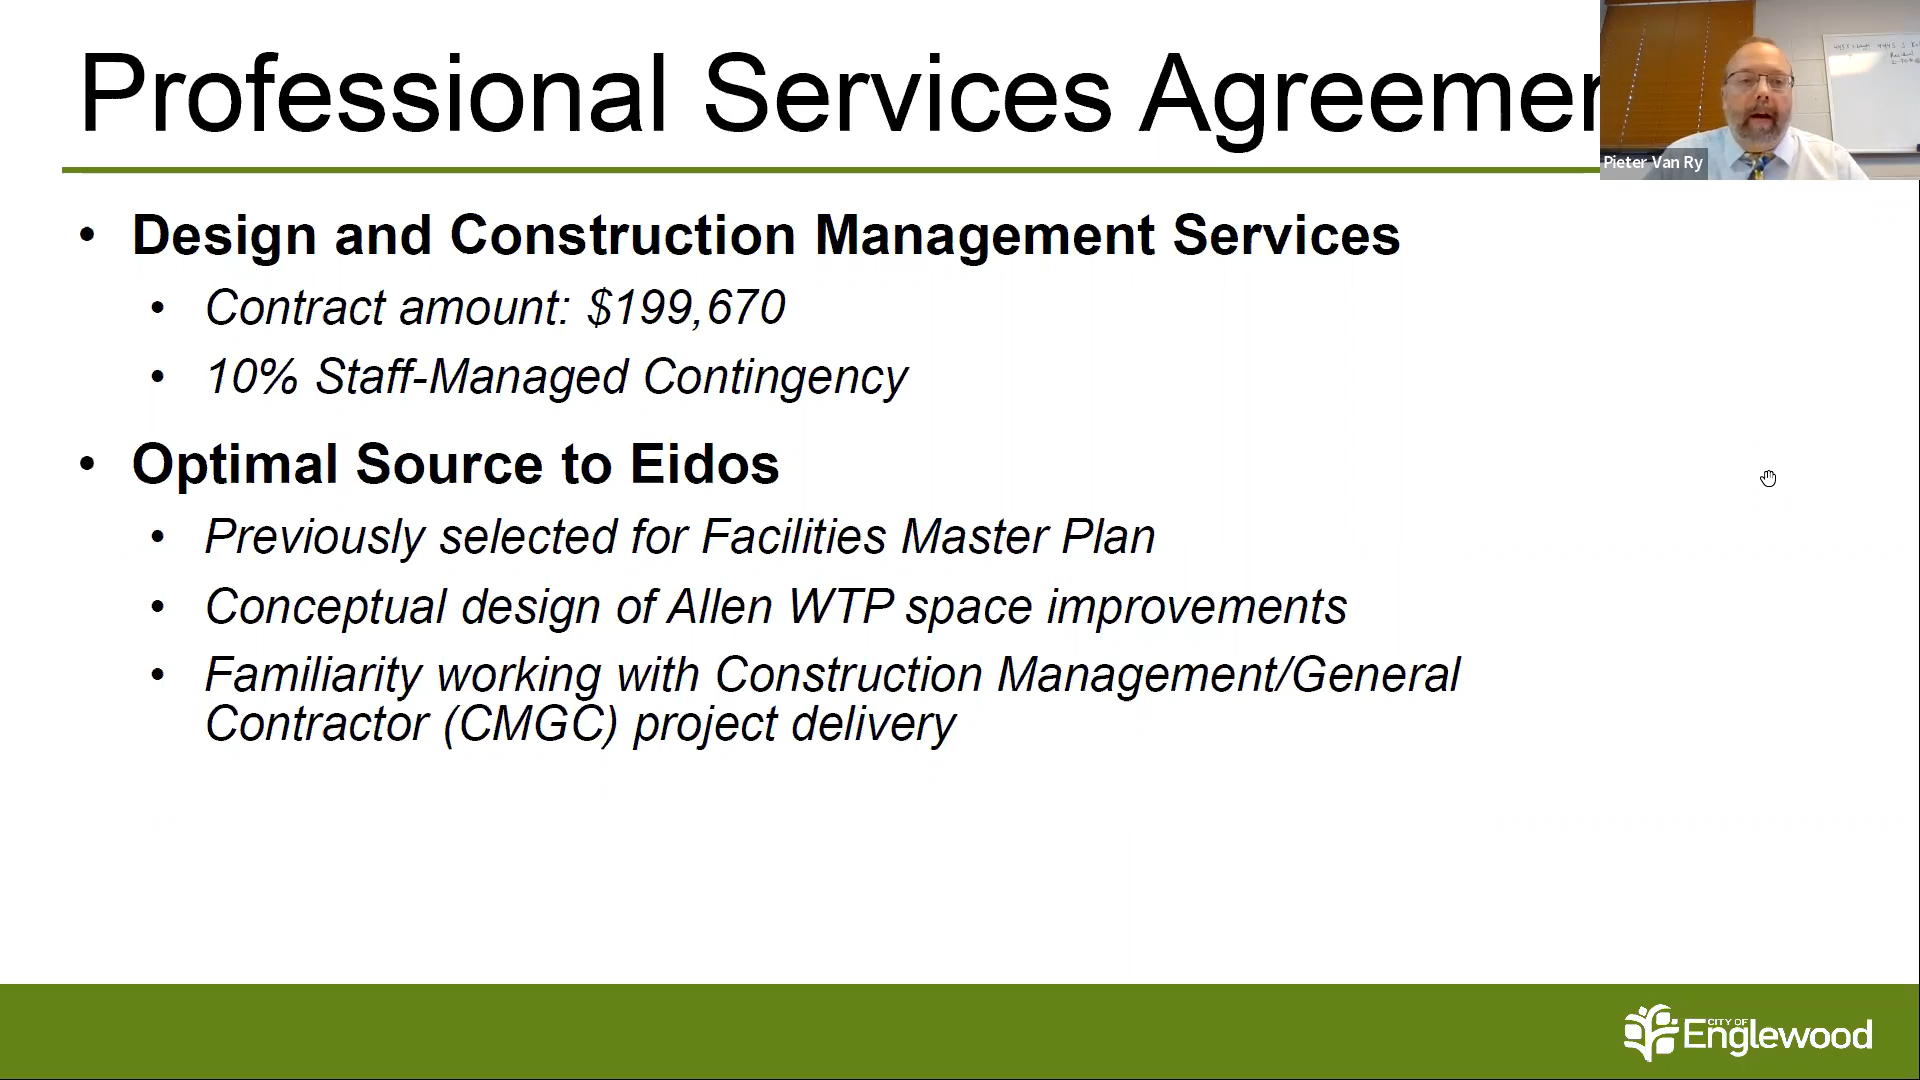 Professional Services Agreemen
Pieter Van Ry
• Design and Construction Management Services
• Contract amount: $199,670
• 10% Staff-Managed Contingency
• Optimal Source to Eidos
• Previously selected for Facilities Master Plan
• Conceptual design of Allen WTP space improvements
• Familiarity working with Construction Management/General
Contractor (CMGC) project delivery
CITY OF
Englewood